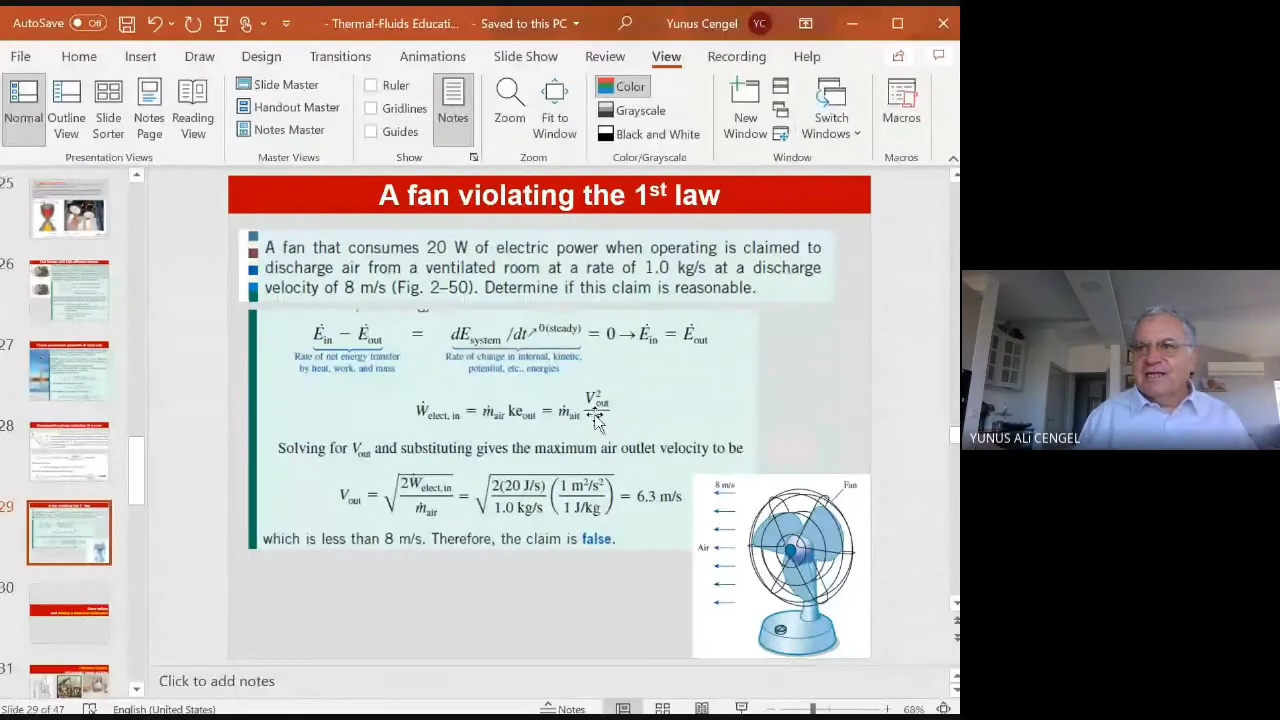 AutoSave Off
- Thermal-Fluids Educati... - Saved to this PC
Yunus Cengel YC
File Home Insert Draw Design Transitions Animations Slide Show Review View Recording Help
Normal
Outline View
Slide Sorter
Notes Page
Reading View
Presentation Views
Slide Master
Handout Master
Notes Master
Master Views
Ruler
Gridlines
Guides
Show
Notes
Zoom
Fit to Window
Zoom
Color
Grayscale
Black and White
Color/Grayscale
New Window
Switch Windows
Window
Macros
Macros
25
26
27
28
29
30
31
A fan violating the 1st law
A fan that consumes 20 W of electric power when operating is claimed to
discharge air from a ventilated room at a rate of 1.0 kg/s at a discharge
velocity of 8 m/s (Fig. 2–50). Determine if this claim is reasonable.
Ėin − Ėout = dEsystem /dt↗0(steady) = 0 → Ėin = Ėout
Rate of net energy transfer
by heat, work, and mass
Rate of change in internal, kinetic,
potential, etc., energies
Ẇelect, in = ṁair keout = ṁair V²out
Solving for Vout and substituting gives the maximum air outlet velocity to be
Vout = √(2Ẇelect,in / ṁair) = √(2(20 J/s) / 1.0 kg/s (1 m²/s² / 1 J/kg)) = 6.3 m/s
which is less than 8 m/s. Therefore, the claim is false.
8 m/s
Fan
Air
Click to add notes
Slide 29 of 47
English (United States)
Notes
68%
YUNUS ALİ CENGEL